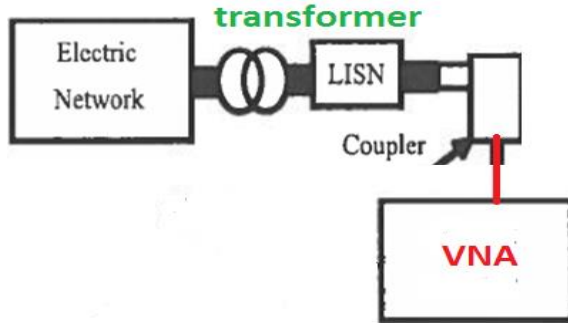 transformer
Electric
Network
LISN
Coupler
VNA